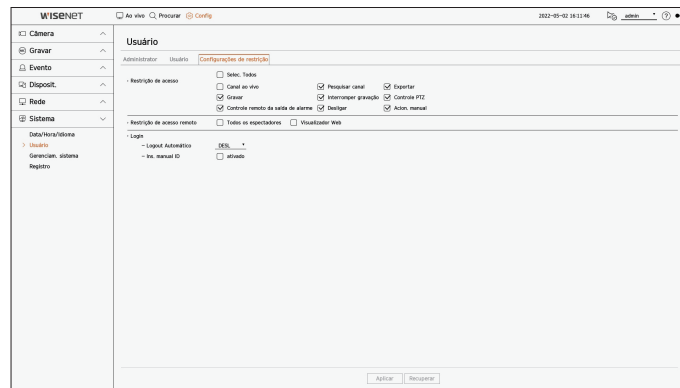 WISENET
Ao vivo Procurar Config 2022-05-02 16:11:46 admin ?
Câmera
Gravar
Evento
Disposit.
Rede
Sistema
Data/Hora/Idioma
> Usuário
Gerenciam. sistema
Registro
Usuário
Administrator Usuário Configurações de restrição
• Restrição de acesso
Selec. Todos
Canal ao vivo Pesquisar canal Exportar
Gravar Interromper gravação Controle PTZ
Controle remoto da saída de alarme Desligar Acion. manual
• Restrição de acesso remoto Todos os espectadores Visualizador Web
• Login
– Logout Automático DESL
– Ins. manual ID ativado
Aplicar Recuperar